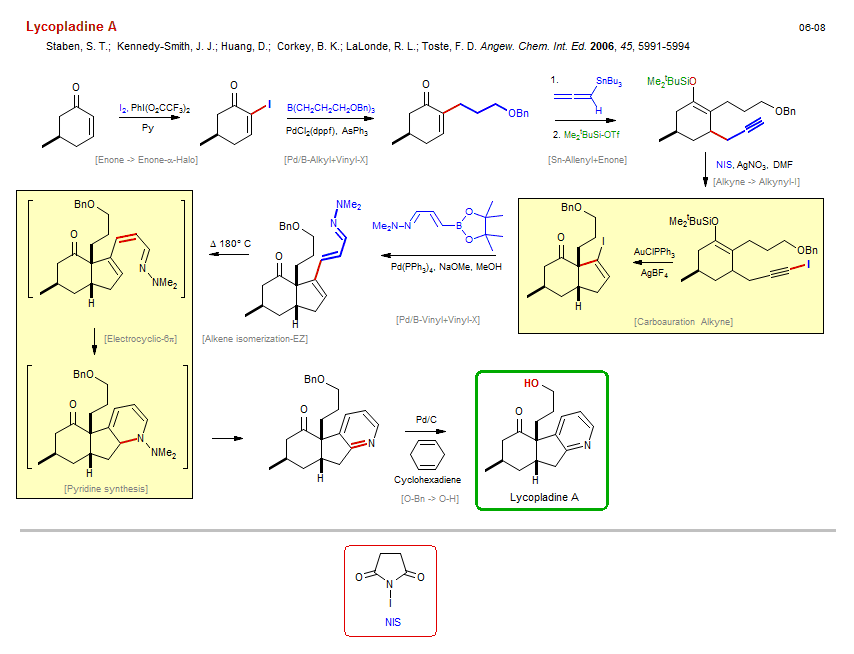 Lycopladine A
06-08
Staben, S. T.; Kennedy-Smith, J. J.; Huang, D.; Corkey, B. K.; LaLonde, R. L.; Toste, F. D. Angew. Chem. Int. Ed. 2006, 45, 5991-5994
O
I₂, PhI(O₂CCF₃)₂
Py
[Enone -> Enone-α-Halo]
O
I
B(CH₂CH₂CH₂OBn)₃
PdCl₂(dppf), AsPh₃
[Pd/B-Alkyl+Vinyl-X]
O
OBn
1.
SnBu₃
H
2. Me₂ᵗBuSi-OTf
[Sn-Allenyl+Enone]
Me₂ᵗBuSiO
OBn
NIS, AgNO₃, DMF
[Alkyne -> Alkynyl-I]
Me₂ᵗBuSiO
OBn
I
AuClPPh₃
AgBF₄
[Carboauration Alkyne]
BnO
O
I
H
Me₂N-N
B
O
O
Pd(PPh₃)₄, NaOMe, MeOH
[Pd/B-Vinyl+Vinyl-X]
NMe₂
N
BnO
O
H
Δ 180° C
[Alkene isomerization-EZ]
BnO
O
N
NMe₂
H
[Electrocyclic-6π]
BnO
O
N
NMe₂
H
[Pyridine synthesis]
BnO
O
N
H
Pd/C
Cyclohexadiene
[O-Bn -> O-H]
HO
O
N
H
Lycopladine A
O
O
N
I
NIS